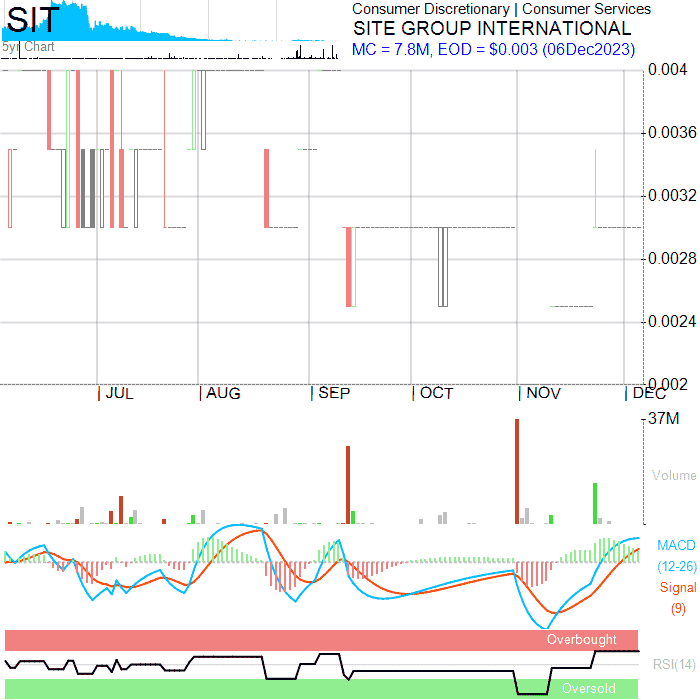 SIT
5yr Chart
Consumer Discretionary | Consumer Services
SITE GROUP INTERNATIONAL
MC = 7.8M, EOD = $0.003 (06Dec2023)
0.004
0.0036
0.0032
0.0028
0.0024
0.002
JUL AUG SEP OCT NOV DEC
37M
Volume
MACD
(12-26)
Signal
(9)
Overbought
RSI(14)
Oversold